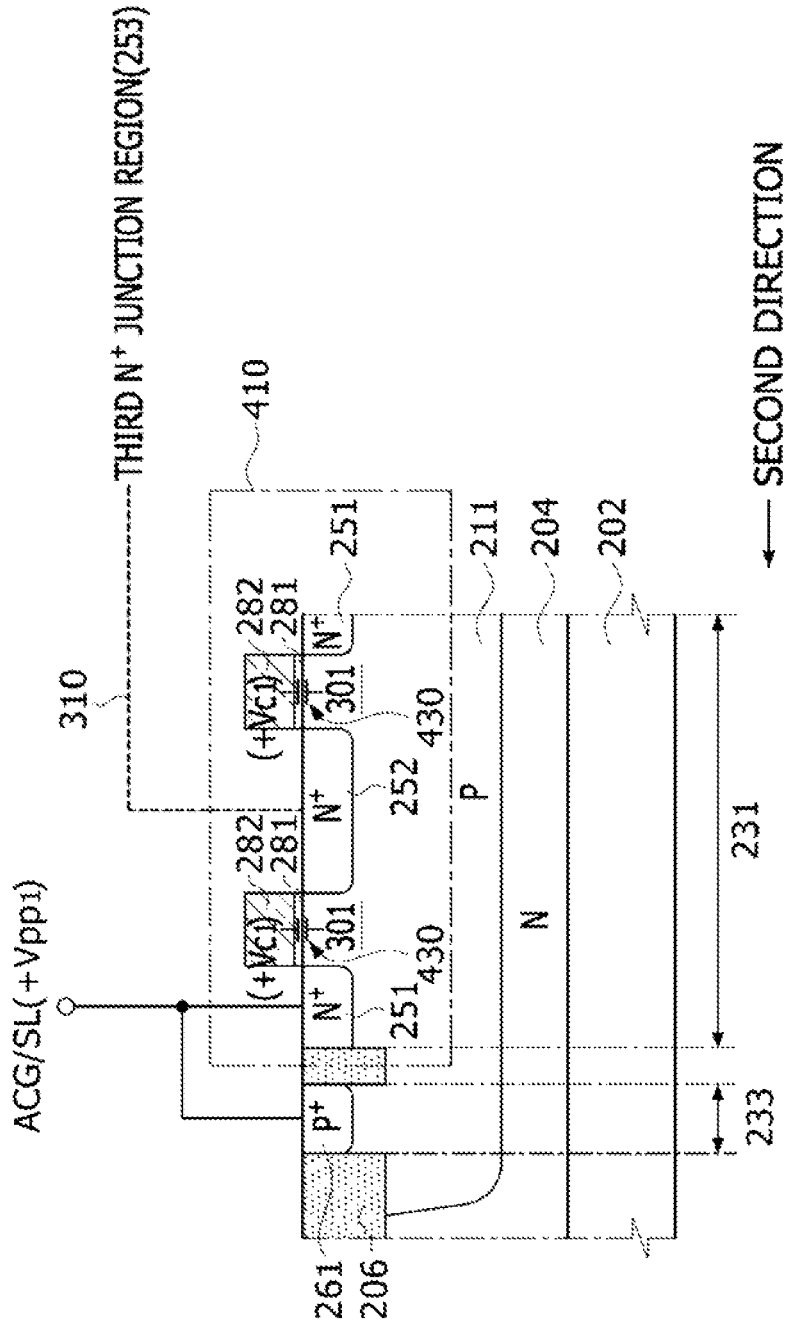 ACG/SL(+Vpp1)
310
THIRD N+ JUNCTION REGION(253)
410
(+VC1)
282
281
(+VC1)
282
281
261
206
P+
N+
251
301
430
N+
252
301
430
N+
251
P
211
N
204
202
233
231
SECOND DIRECTION